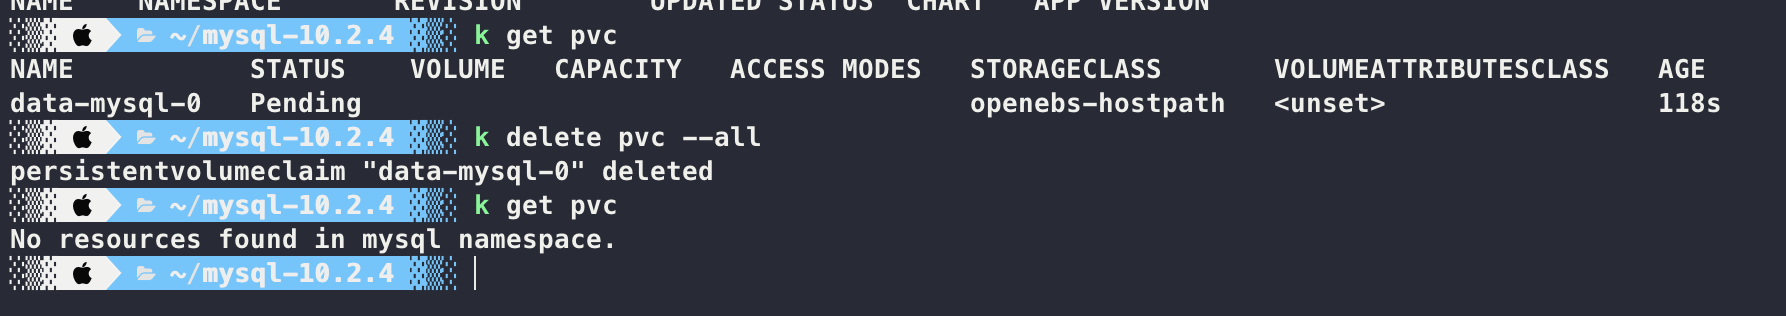 NAME NAMESPACE REVISION UPDATED STATUS CHART APP VERSION
~/mysql-10.2.4 k get pvc
NAME STATUS VOLUME CAPACITY ACCESS MODES STORAGECLASS VOLUMEATTRIBUTESCLASS AGE
data-mysql-0 Pending openebs-hostpath <unset> 118s
~/mysql-10.2.4 k delete pvc --all
persistentvolumeclaim "data-mysql-0" deleted
~/mysql-10.2.4 k get pvc
No resources found in mysql namespace.
~/mysql-10.2.4